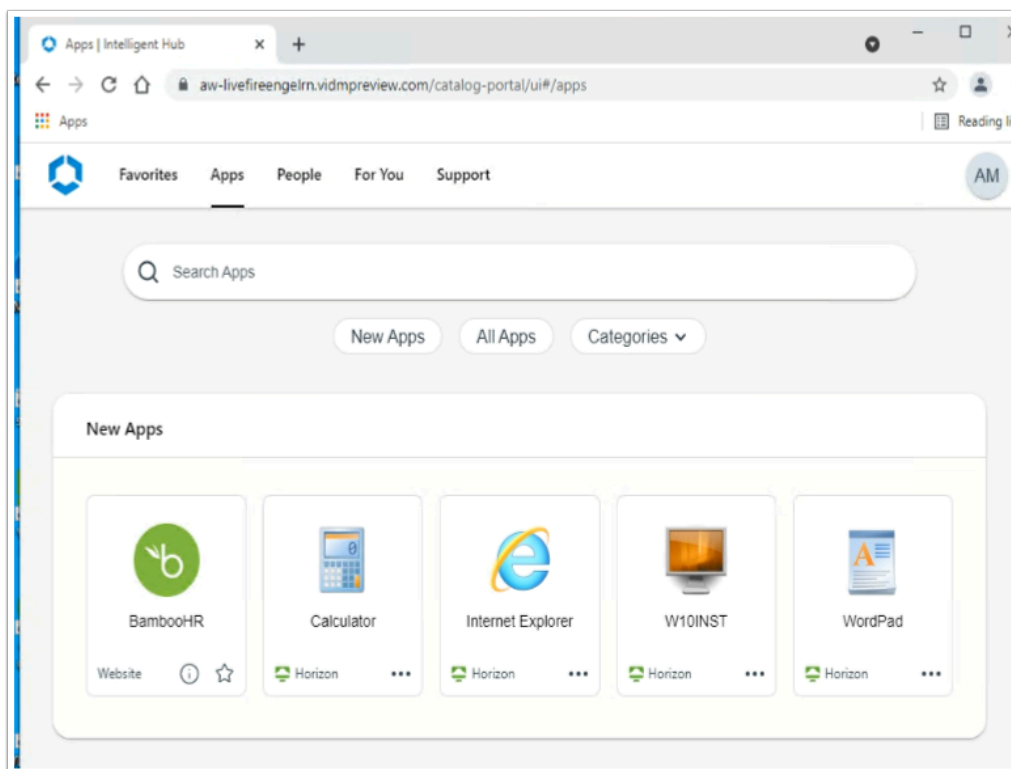 Apps | Intelligent Hub
aw-livefireengelrn.vidmpreview.com/catalog-portal/ui#/apps
Apps
Reading li
Favorites Apps People For You Support AM
Search Apps
New Apps All Apps Categories
New Apps
BambooHR Calculator Internet Explorer W10INST WordPad
Website Horizon Horizon Horizon Horizon